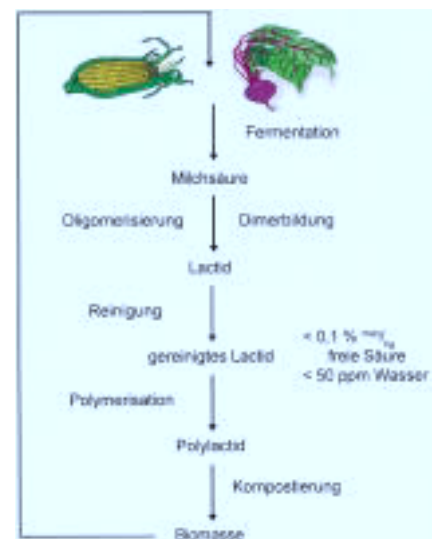 Fermentation
Milchsäure
Oligomerisierung Dimerbildung
Lactid
Reinigung
< 0,1 %
gereinigtes Lactid freie Säure
< 50 ppm Wasser
Polymerisation
Polylactid
Kompostierung
Biomasse